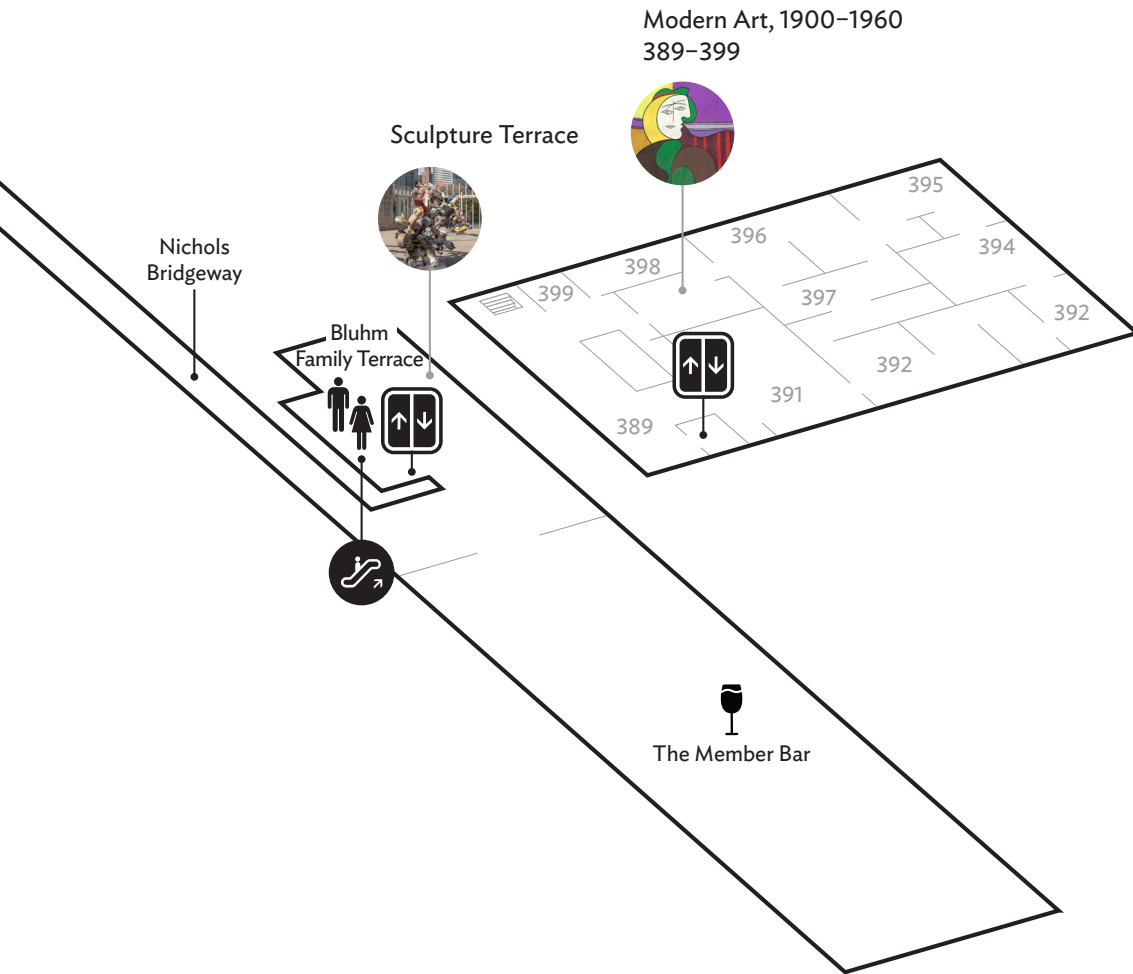 Modern Art, 1900–1960
389–399
Sculpture Terrace
Nichols
Bridgeway
Bluhm
Family Terrace
395
396
394
398
399
397
392
392
391
389
The Member Bar